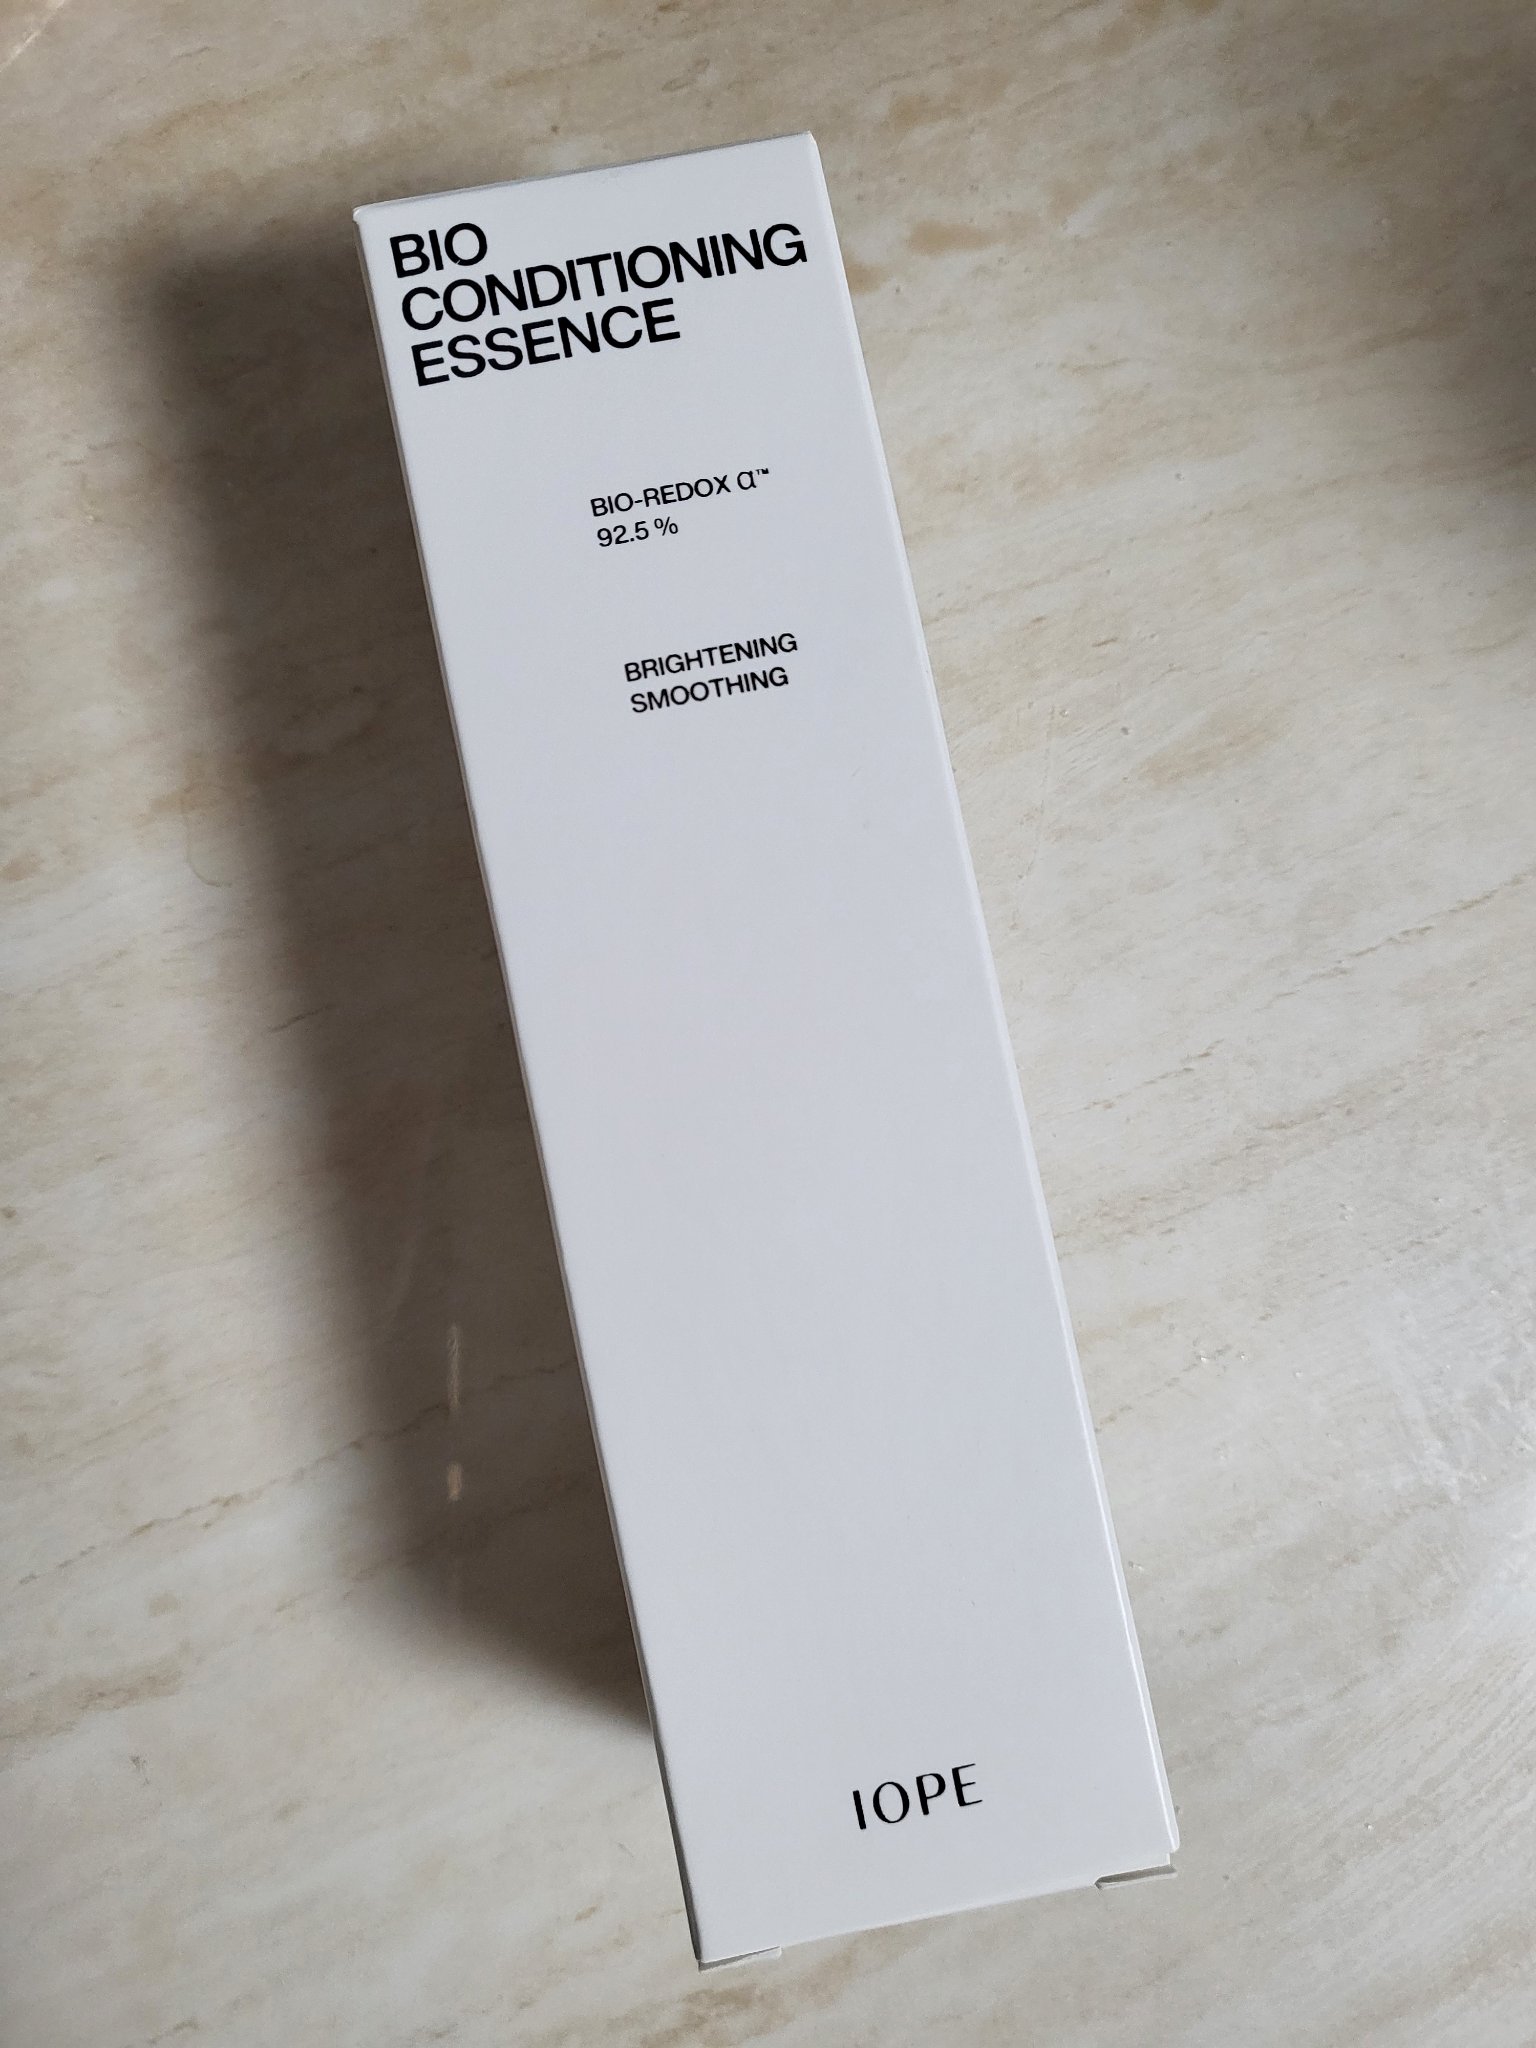 BIO
CONDITIONING
ESSENCE
BIO-REDOX α™
92.5 %
BRIGHTENING
SMOOTHING
IOPE